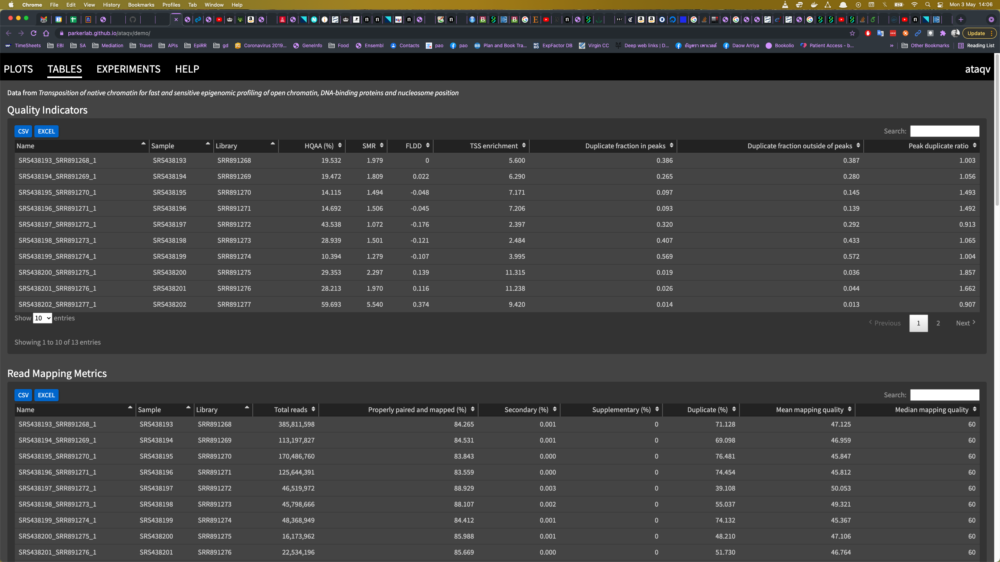 Chrome File Edit View History Bookmarks Profiles Tab Window Help Mon 3 May 14:06
parkerlab.github.io/ataqv/demo/ Update
TimeSheets EBI SA Mediation Travel APIs EpiRR gd Coronavirus 2019... GeneInfo Food Ensembl Contacts pao pao Plan and Book Tra... ExpFactor DB Virgin CC Deep web links | D... อัญตรา เพาเวลล์ Daow Arriya Bookolio Patient Access - b... » Other Bookmarks Reading List
PLOTS TABLES EXPERIMENTS HELP ataqv
Data from Transposition of native chromatin for fast and sensitive epigenomic profiling of open chromatin, DNA-binding proteins and nucleosome position
Quality Indicators
CSV EXCEL Search:
Name Sample Library HQAA (%) SMR FLDD TSS enrichment Duplicate fraction in peaks Duplicate fraction outside of peaks Peak duplicate ratio
SRS438193_SRR891268_1 SRS438193 SRR891268 19.532 1.979 0 5.600 0.386 0.387 1.003
SRS438194_SRR891269_1 SRS438194 SRR891269 19.472 1.809 0.022 6.290 0.265 0.280 1.056
SRS438195_SRR891270_1 SRS438195 SRR891270 14.115 1.494 -0.048 7.171 0.097 0.145 1.493
SRS438196_SRR891271_1 SRS438196 SRR891271 14.692 1.506 -0.045 7.206 0.093 0.139 1.492
SRS438197_SRR891272_1 SRS438197 SRR891272 43.538 1.072 -0.176 2.397 0.320 0.292 0.913
SRS438198_SRR891273_1 SRS438198 SRR891273 28.939 1.501 -0.121 2.484 0.407 0.433 1.065
SRS438199_SRR891274_1 SRS438199 SRR891274 10.394 1.279 -0.107 3.995 0.569 0.572 1.004
SRS438200_SRR891275_1 SRS438200 SRR891275 29.353 2.297 0.139 11.315 0.019 0.036 1.857
SRS438201_SRR891276_1 SRS438201 SRR891276 28.213 1.970 0.116 11.238 0.026 0.044 1.662
SRS438202_SRR891277_1 SRS438202 SRR891277 59.693 5.540 0.374 9.420 0.014 0.013 0.907
Show 10 entries Previous 1 2 Next
Showing 1 to 10 of 13 entries
Read Mapping Metrics
CSV EXCEL Search:
Name Sample Library Total reads Properly paired and mapped (%) Secondary (%) Supplementary (%) Duplicate (%) Mean mapping quality Median mapping quality
SRS438193_SRR891268_1 SRS438193 SRR891268 385,811,598 84.265 0.001 0 71.128 47.125 60
SRS438194_SRR891269_1 SRS438194 SRR891269 113,197,827 84.531 0.001 0 69.098 46.959 60
SRS438195_SRR891270_1 SRS438195 SRR891270 170,486,760 83.843 0.000 0 76.481 45.847 60
SRS438196_SRR891271_1 SRS438196 SRR891271 125,644,391 83.559 0.000 0 74.454 45.812 60
SRS438197_SRR891272_1 SRS438197 SRR891272 46,519,972 88.929 0.003 0 39.108 50.053 60
SRS438198_SRR891273_1 SRS438198 SRR891273 45,798,666 88.107 0.002 0 55.037 49.321 60
SRS438199_SRR891274_1 SRS438199 SRR891274 48,368,949 84.412 0.001 0 74.132 45.367 60
SRS438200_SRR891275_1 SRS438200 SRR891275 16,173,962 85.988 0.001 0 48.210 47.106 60
SRS438201_SRR891276_1 SRS438201 SRR891276 22,534,196 85.669 0.000 0 51.730 46.764 60